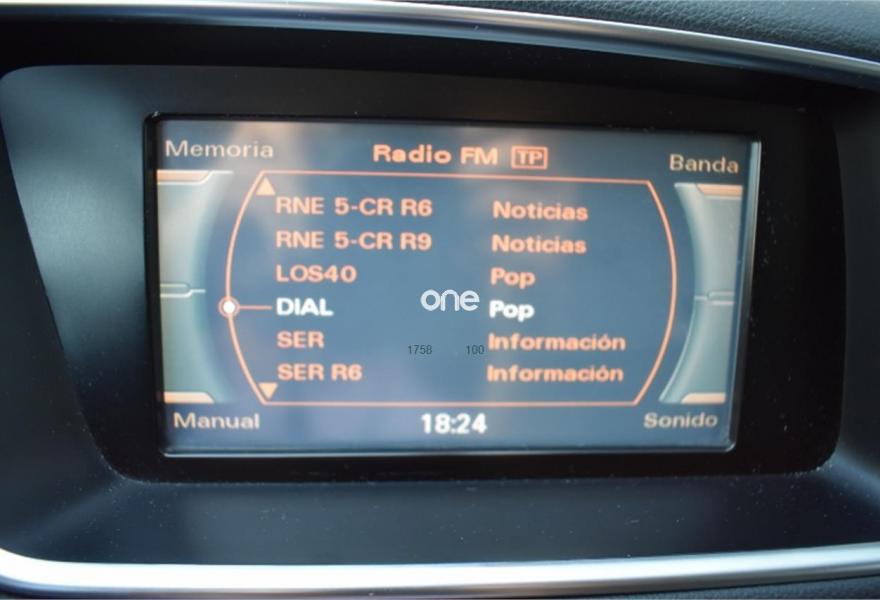 Memoria Radio FM TP Banda
RNE 5-CR R6 Noticias
RNE 5-CR R9 Noticias
LOS40 Pop
DIAL one Pop
SER 1758 100 Información
SER R6 Información
Manual 18:24 Sonido